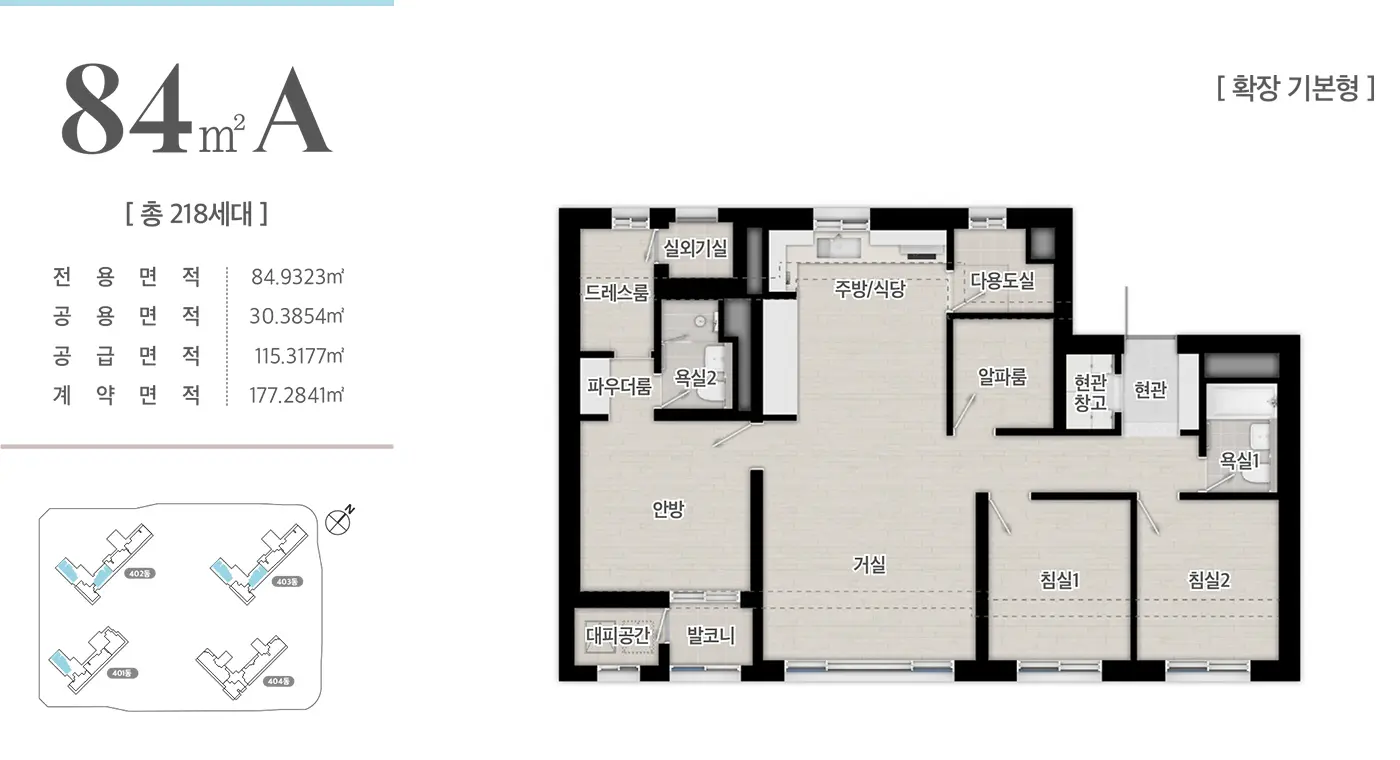 84㎡ A
[ 확장 기본형 ]
[ 총 218세대 ]
전 용 면 적 84.9323㎡
공 용 면 적 30.3854㎡
공 급 면 적 115.3177㎡
계 약 면 적 177.2841㎡
N
402동
403동
401동
404동
실외기실
드레스룸
주방/식당
다용도실
파우더룸
욕실2
알파룸
현관
창고
현관
욕실1
안방
거실
침실1
침실2
대피공간
발코니